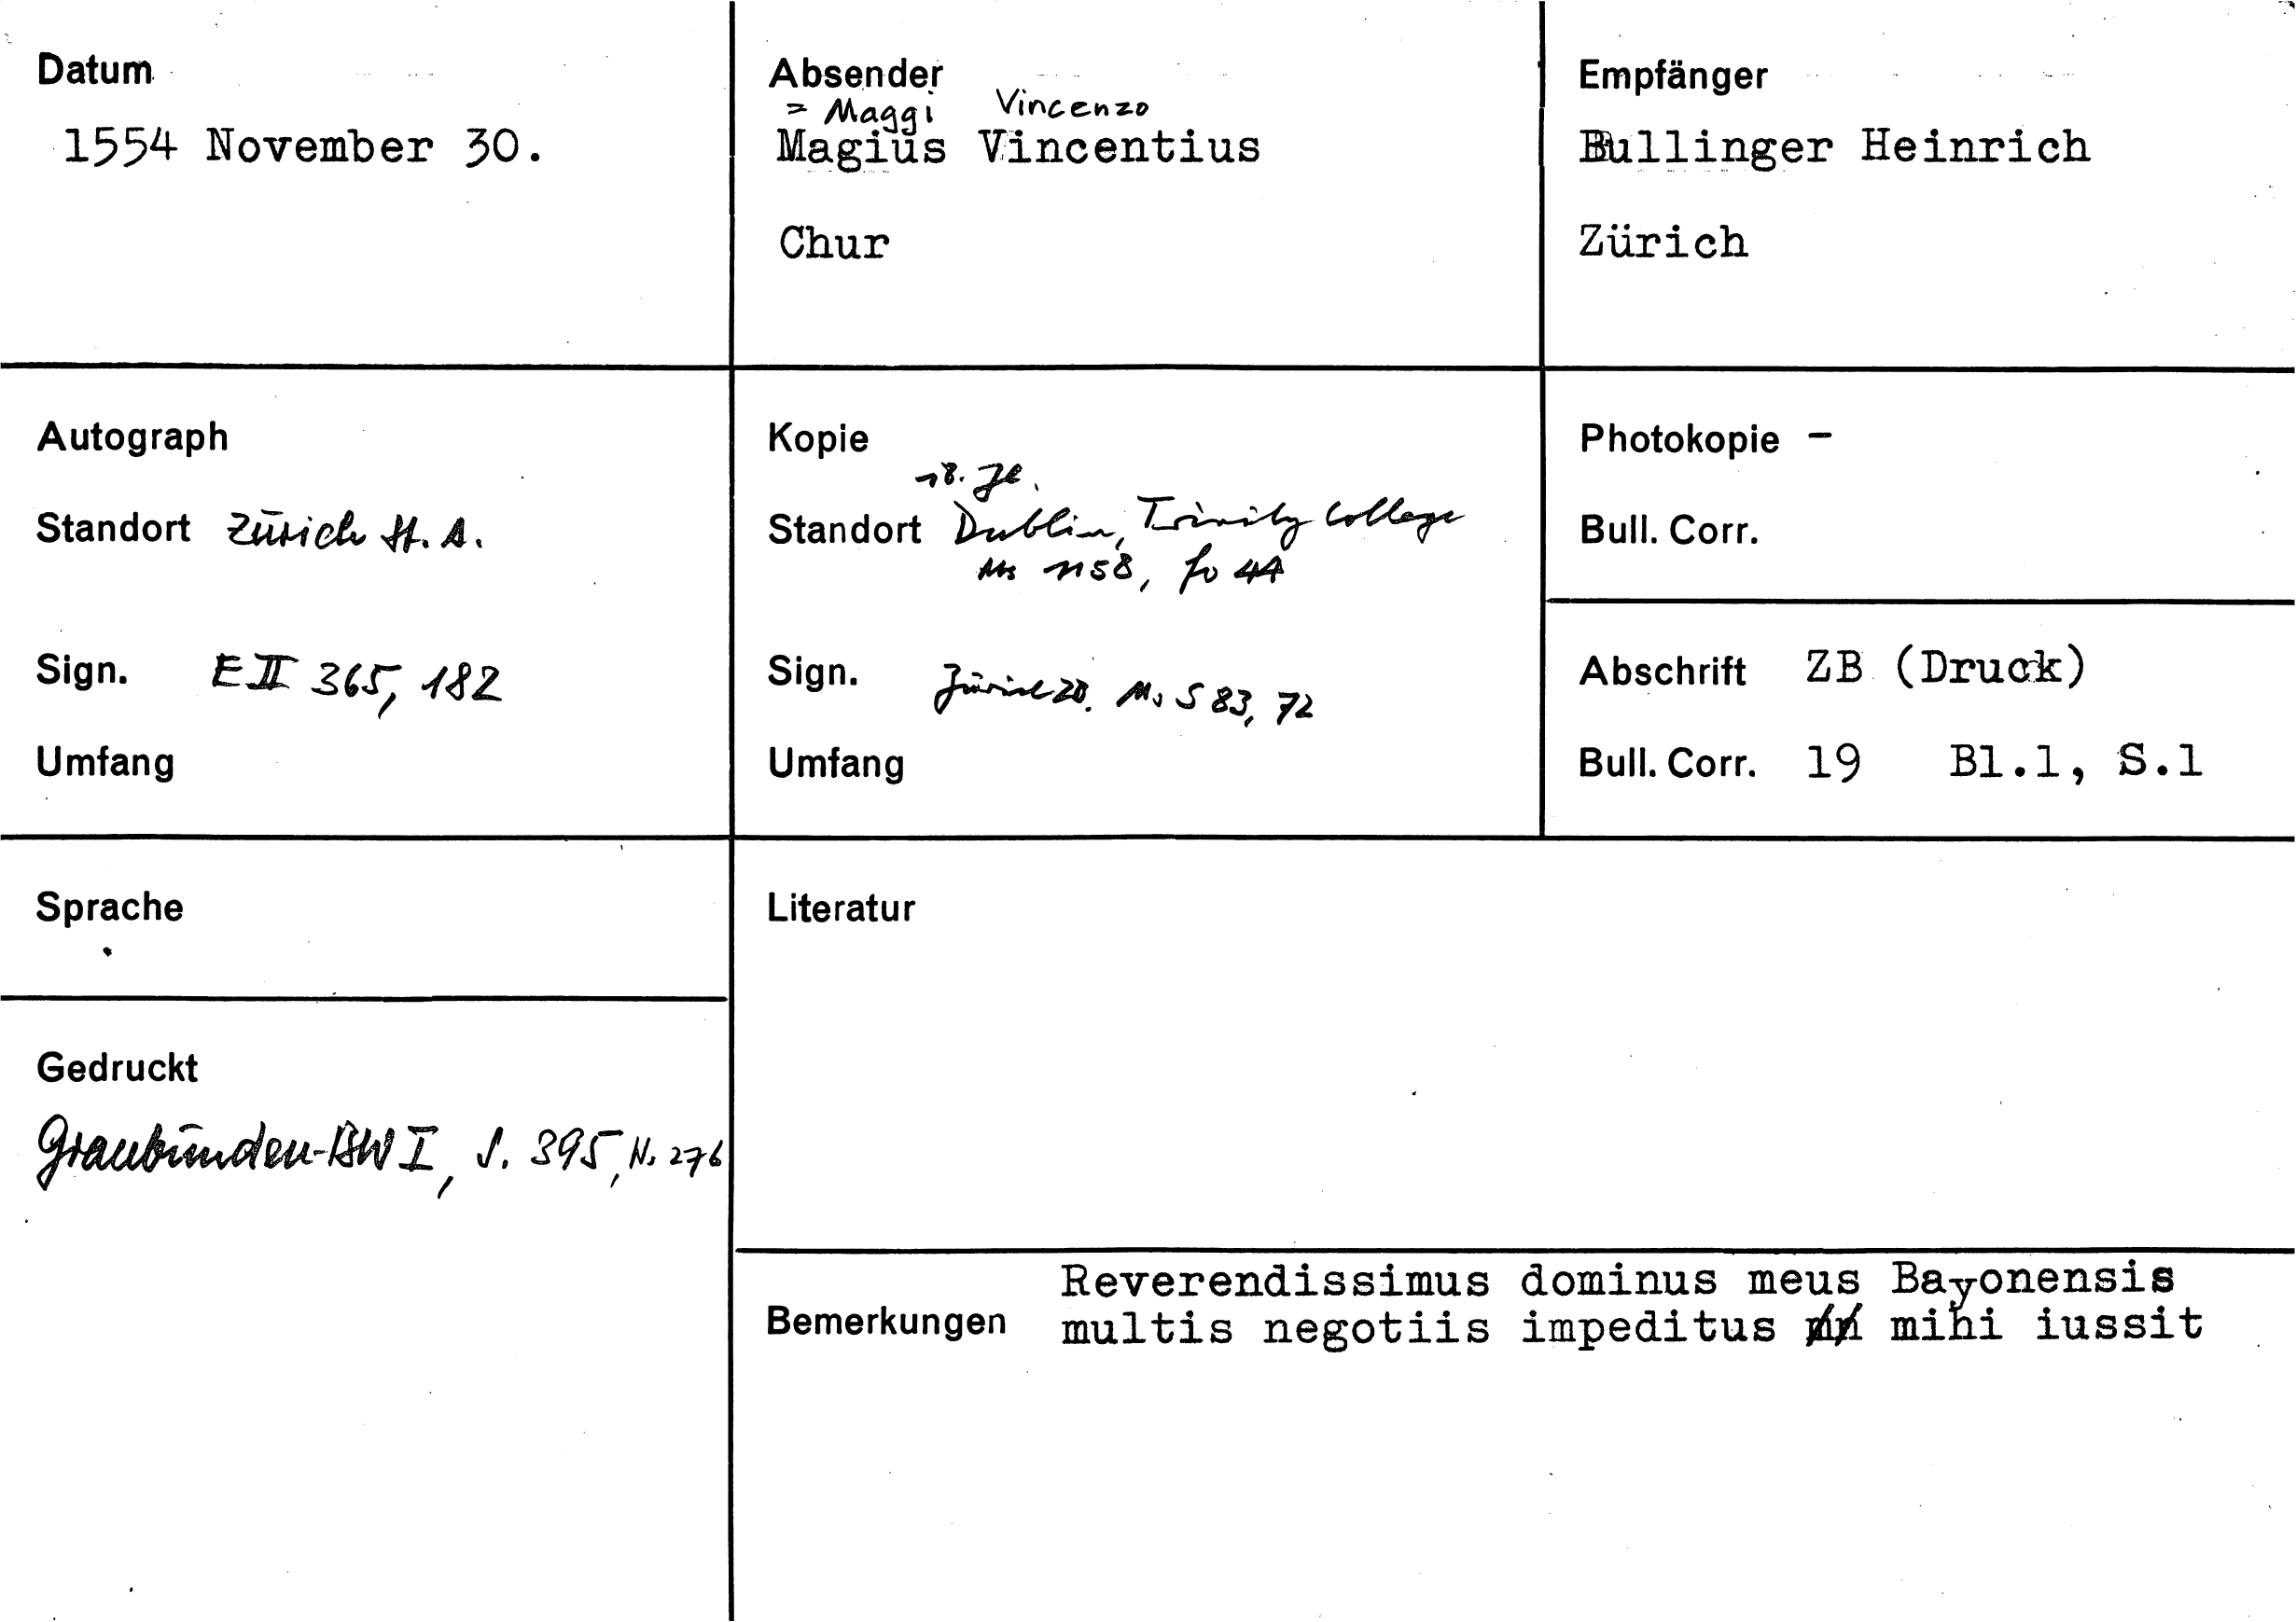 Datum
1554 November 30.
Absender
= Maggi Vincenzo
Magius Vincentius
Chur
Empfänger
Bullinger Heinrich
Zürich
Autograph
Standort Zürich St. A.
Sign. E II 365, 182
Umfang
Kopie
18. Jh.
Standort Dublin, Trinity College
Ms 1158, fo 44
Sign. Zürich ZB. Ms S 83, 72
Umfang
Photokopie –
Bull. Corr.
Abschrift ZB (Druck)
Bull. Corr. 19 Bl.1, S.1
Sprache
Gedruckt
Graubünden-BW I, S. 395, N. 276
Literatur
Bemerkungen
Reverendissimus dominus meus Bayonensis
multis negotiis impeditus mihi iussit